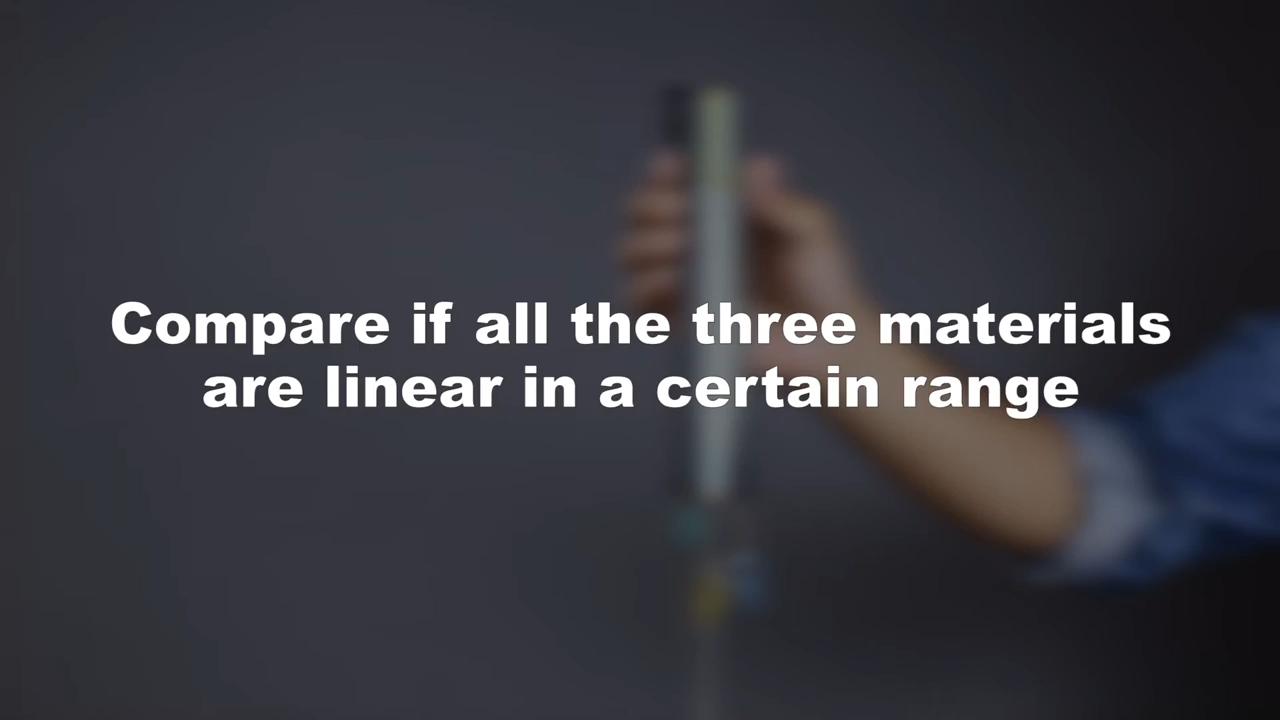 Compare if all the three materials
are linear in a certain range